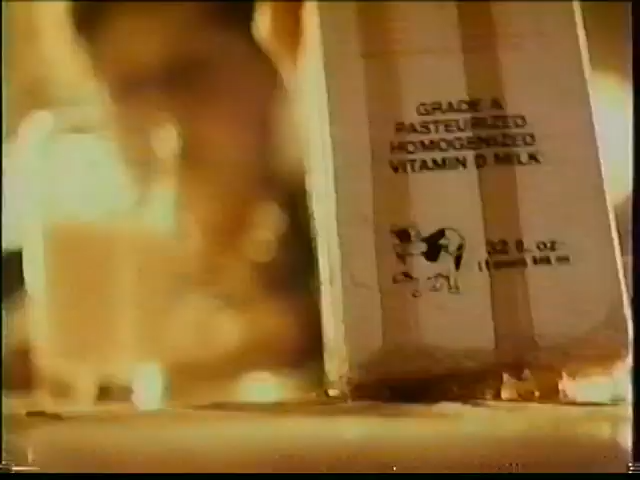 GRADE A
PASTEURIZED
HOMOGENIZED
VITAMIN D MILK
32 fl. oz.